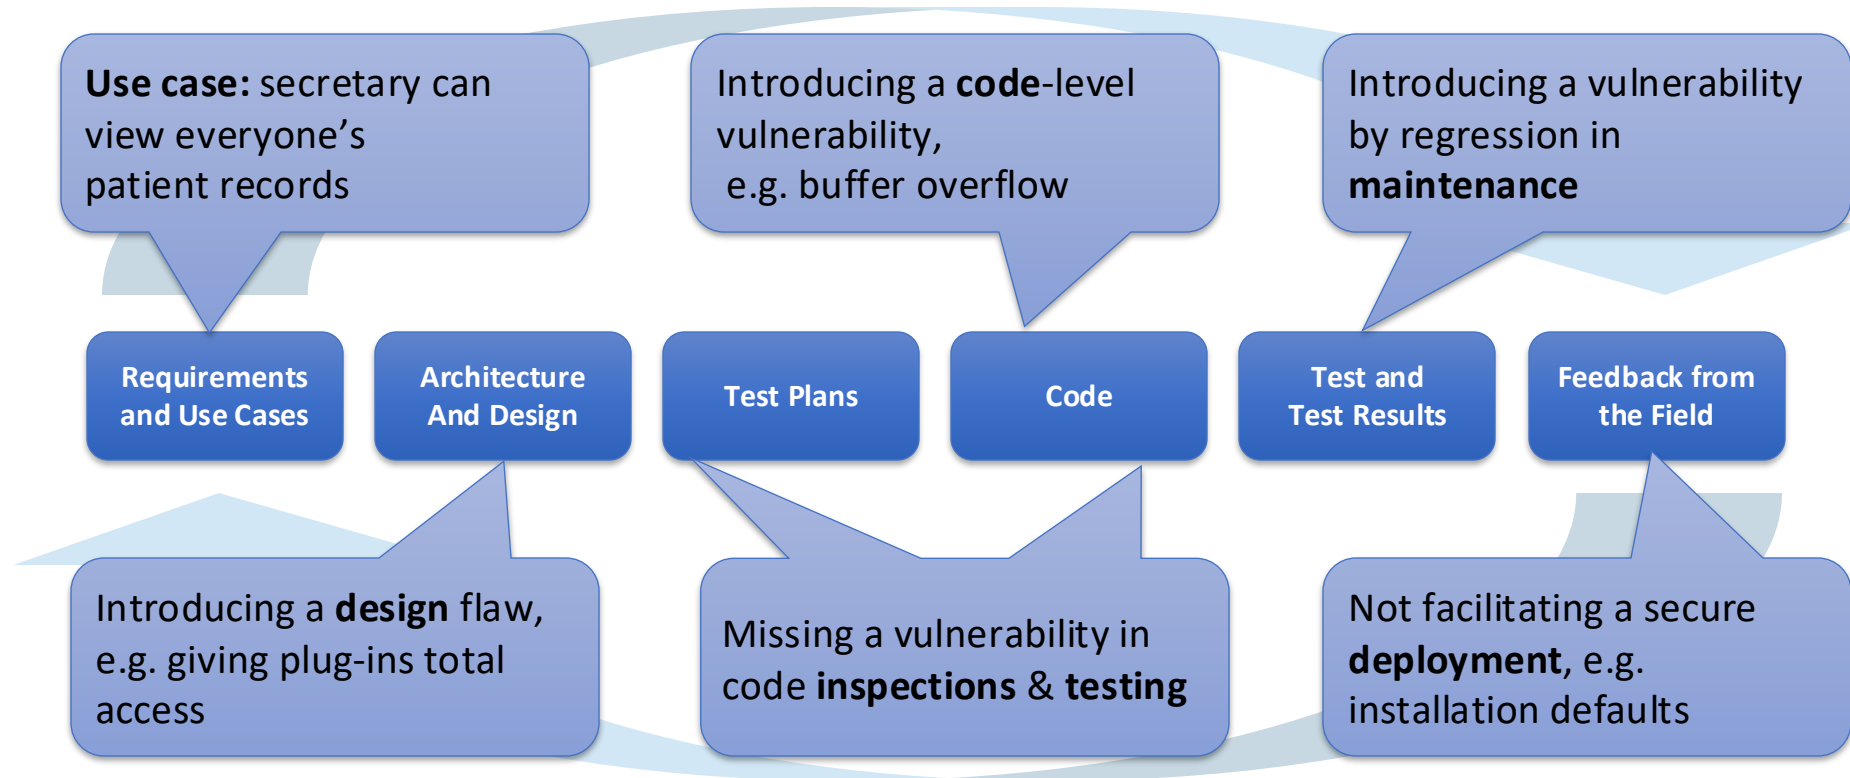 Use case: secretary can
view everyone’s
patient records
Introducing a code-level
vulnerability,
e.g. buffer overflow
Introducing a vulnerability
by regression in
maintenance
Requirements
and Use Cases
Architecture
And Design
Test Plans
Code
Test and
Test Results
Feedback from
the Field
Introducing a design flaw,
e.g. giving plug-ins total
access
Missing a vulnerability in
code inspections & testing
Not facilitating a secure
deployment, e.g.
installation defaults